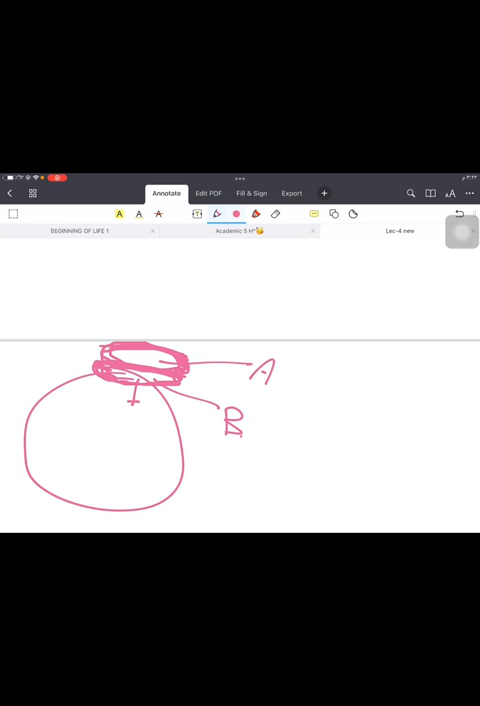 Annotate Edit PDF Fill & Sign Export
BEGINNING OF LIFE 1
Academic 5 H*😹
Lec-4 new
A
B